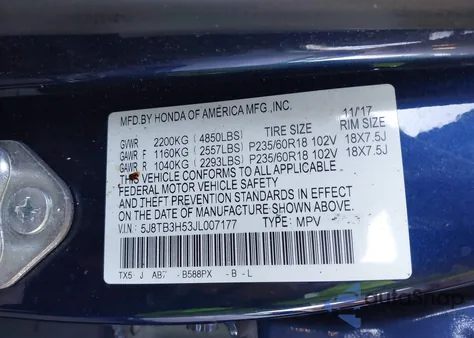 MFD.BY HONDA OF AMERICA MFG.,INC. 11/17
GVWR 2200KG (4850LBS) TIRE SIZE RIM SIZE
GAWR F 1160KG (2557LBS) P235/60R18 102V 18X7.5J
GAWR R 1040KG (2293LBS) P235/60R18 102V 18X7.5J
THIS VEHICLE CONFORMS TO ALL APPLICABLE
FEDERAL MOTOR VEHICLE SAFETY
AND THEFT PREVENTION STANDARDS IN EFFECT
ON THE DATE OF MANUFACTURE SHOWN ABOVE.
V.I.N.: 5J8TB3H53JL007177 TYPE: MPV
TX5 J AB7 - B588PX - B - L
autoSnap